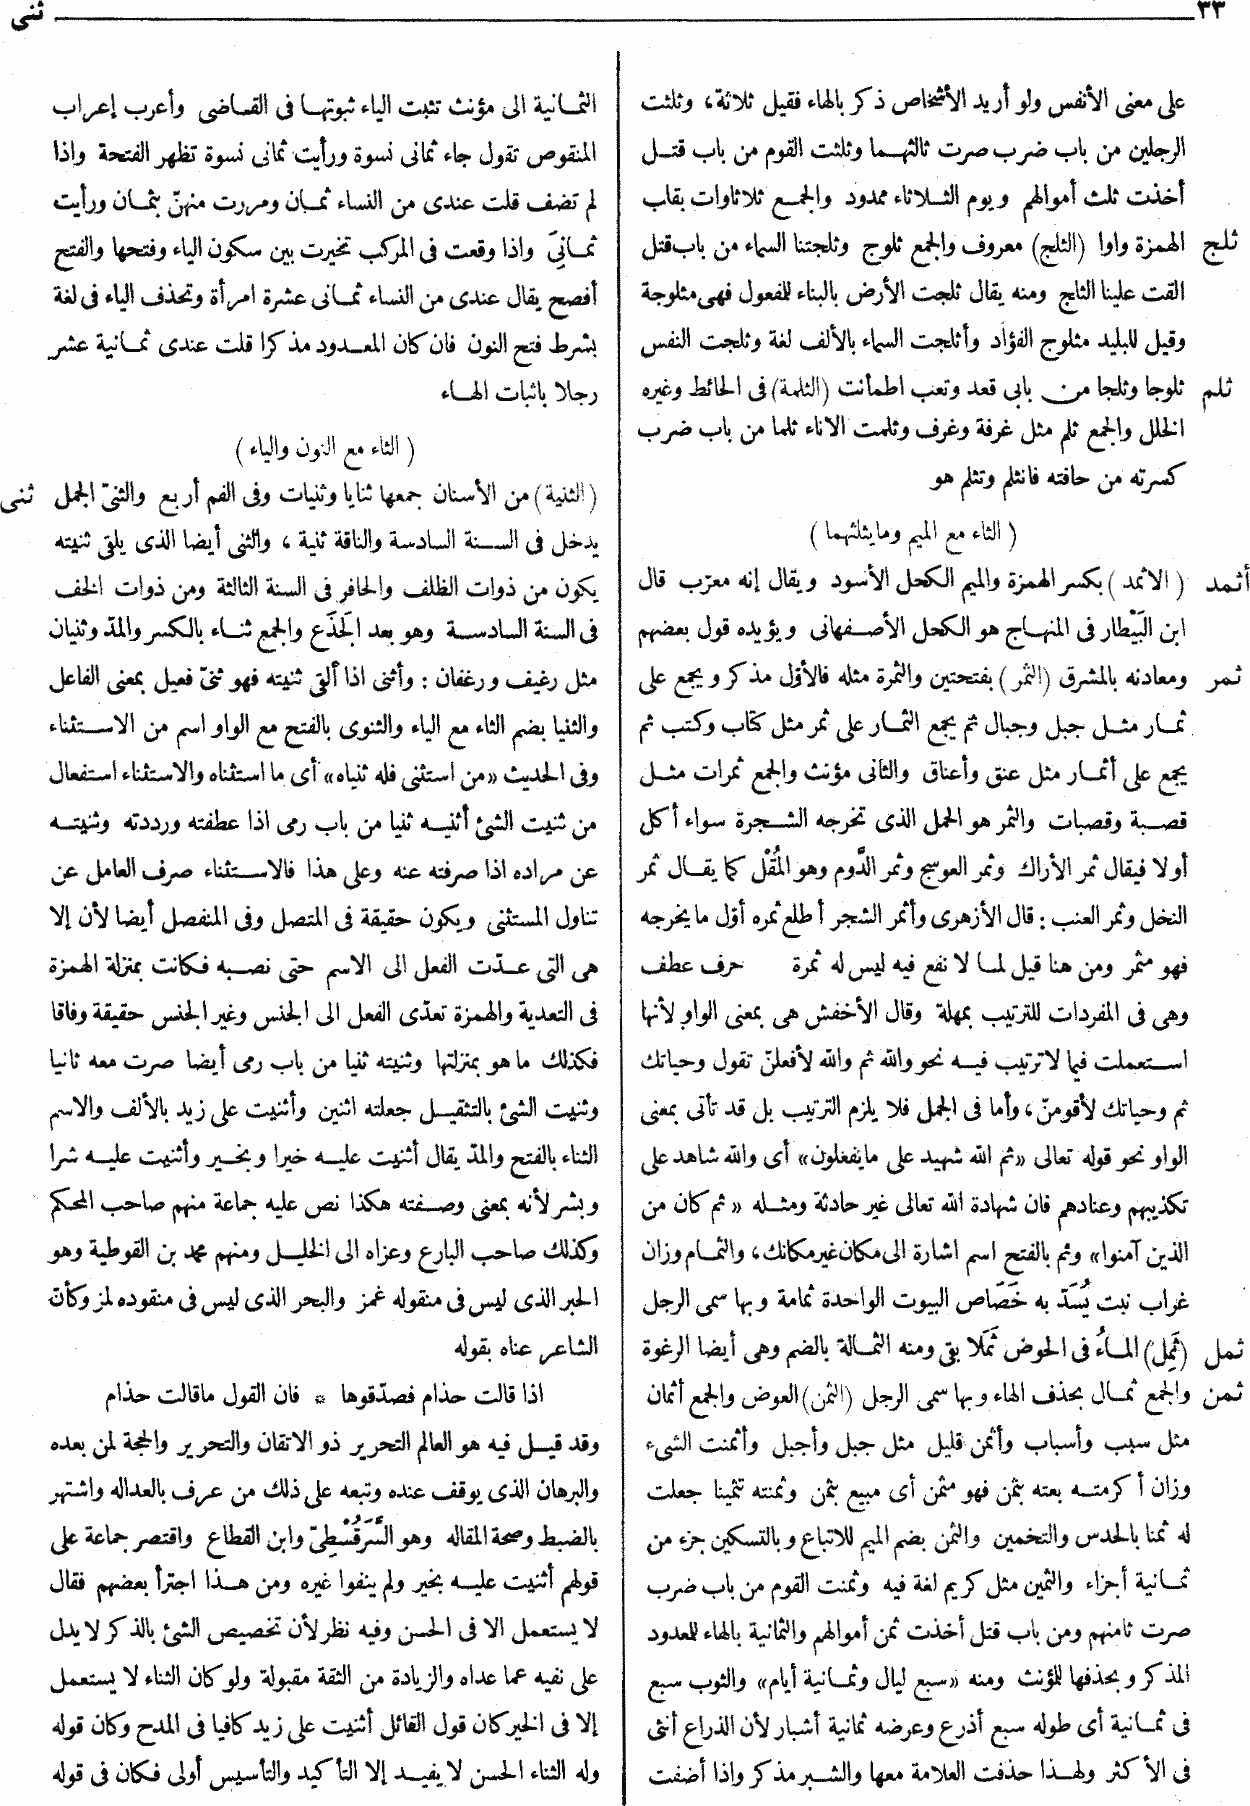 ٣٣ ثنى
على معنى الأنفس ولو أريد الأشخاص ذكر بالهاء فقيل ثلاثة، وثلثت
الرجلين من باب ضرب صرت ثالثهما وثلثت القوم من باب قتل
أخذت ثلث أموالهم ويوم الثلاثاء ممدود والجمع ثلاثاوات بقلب
ثلج الهمزة واوا (الثلج) معروف والجمع ثلوج وثلجتنا السماء من باب قتل
ألقت علينا الثلج ومنه يقال ثلجت الأرض بالبناء للمفعول فهى مثلوجة
وقيل للبليد مثلوج الفؤاد وأثلجت السماء بالألف لغة وثلجت النفس
ثلم ثلوجا وثلجا من بابى قعد وتعب اطمأنت (الثلمة) فى الحائط وغيره
الخلل والجمع ثلم مثل غرفة وغرف وثلمت الاناء ثلما من باب ضرب
كسرته من حافته فانثلم وتثلم هو
( الثاء مع الميم وما يثلثهما )
أثمد ( الاثمد ) بكسر الهمزة والميم الكحل الأسود ويقال إنه معرّب قال
ابن البَيْطار فى المنهاج هو الكحل الأصفهانى ويؤيده قول بعضهم
ثمر ومعادنه بالمشرق (الثمر) بفتحتين والثمرة مثله فالأوّل مذكر ويجمع على
ثمار مثل جبل وجبال ثم يجمع الثمار على ثمر مثل كتاب وكتب ثم
يجمع على أثمار مثل عنق وأعناق والثانى مؤنث والجمع ثمرات مثل
قصبة وقصبات والثمر هو الحمل الذى تخرجه الشجرة سواء أكل
أولا فيقال ثمر الأراك وثمر العوسج وثمر الدَّوم وهو المُقْل كما يقال ثمر
النخل وثمر العنب : قال الأزهرى وأثمر الشجر أطلع ثمره أوّل ما يخرجه
فهو مثمر ومن هنا قيل لما لا نفع فيه ليس له ثمرة حرف عطف
وهى فى المفردات للترتيب بمهلة وقال الأخفش هى بمعنى الواو لأنها
استعملت فيما لا ترتيب فيه نحو والله ثم والله لأفعلنّ تقول وحياتك
ثم وحياتك لأقومنّ، وأما فى الجمل فلا يلزم الترتيب بل قد تأتى بمعنى
الواو نحو قوله تعالى «ثم الله شهيد على ما يفعلون» أى والله شاهد على
تكذيبهم وعنادهم فان شهادة الله تعالى غير حادثة ومثله « ثم كان من
الذين آمنوا» وثم بالفتح اسم اشارة الى مكان غير مكانك، والثمام وزان
غراب نبت يُسَدّ به خَصَاص البيوت الواحدة ثمامة وبها سمى الرجل
ثمل (ثَمِل) الماءُ فى الحوض ثَمَلا بقى ومنه الثمالة بالضم وهى أيضا الرغوة
ثمن والجمع ثمال بحذف الهاء وبها سمى الرجل (الثمن) العوض والجمع أثمان
مثل سبب وأسباب وأثمن قليل مثل جبل وأجبل وأثمنت الشىء
وزان أكرمته بعته بثمن فهو مثمن أى مبيع بثمن وثمنته تثمينا جعلت
له ثمنا بالحدس والتخمين والثمن بضم الميم للاتباع وبالتسكين جزء من
ثمانية أجزاء والثمين مثل كريم لغة فيه وثمنت القوم من باب ضرب
صرت ثامنهم ومن باب قتل أخذت ثمن أموالهم والثمانية بالهاء للمعدود
المذكر وبحذفها للمؤنث ومنه «سبع ليال وثمانية أيام» والثوب سبع
فى ثمانية أى طوله سبع أذرع وعرضه ثمانية أشبار لأن الذراع أنثى
فى الأكثر ولهذا حذفت العلامة معها والشبر مذكر واذا أضفت
الثمانية الى مؤنث تثبت الياء ثبوتها فى القاضى وأعرب إعراب
المنقوص تقول جاء ثمانى نسوة ورأيت ثمانى نسوة تظهر الفتحة واذا
لم تضف قلت عندى من النساء ثمان ومررت منهنّ بثمان ورأيت
ثمانىَ واذا وقعت فى المركب تخيرت بين سكون الياء وفتحها والفتح
أفصح يقال عندى من النساء ثمانى عشرة امرأة وتحذف الياء فى لغة
بشرط فتح النون فان كان المعدود مذكرا قلت عندى ثمانية عشر
رجلا باثبات الهاء
( الثاء مع النون والياء )
(الثنية) من الأسنان جمعها ثنايا وثنيات وفى الفم أربع والثنىّ الجمل ثنى
يدخل فى السنة السادسة والناقة ثنية ، والثنى أيضا الذى يلقى ثنيته
يكون من ذوات الظلف والحافر فى السنة الثالثة ومن ذوات الخف
فى السنة السادسة وهو بعد الجَذَع والجمع ثناء بالكسر والمدّ وثنيان
مثل رغيف ورغفان : وأثنى اذا ألقى ثنيته فهو ثنىّ فعيل بمعنى الفاعل
والثنيا بضم الثاء مع الياء والثنوى بالفتح مع الواو اسم من الاستثناء
وفى الحديث «من استثنى فله ثنياه» أى ما استثناه والاستثناء استفعال
من ثنيت الشئ أثنيه ثنيا من باب رمى اذا عطفته ورددته وثنيته
عن مراده اذا صرفته عنه وعلى هذا فالاستثناء صرف العامل عن
تناول المستثنى ويكون حقيقة فى المتصل وفى المنفصل أيضا لأن إلا
هى التى عدّت الفعل الى الاسم حتى نصبه فكانت بمنزلة الهمزة
فى التعدية والهمزة تعدّى الفعل الى الجنس وغير الجنس حقيقة وفاقا
فكذلك ما هو بمنزلتها وثنيته ثنيا من باب رمى أيضا صرت معه ثانيا
وثنيت الشئ بالتثقيل جعلته اثنين وأثنيت على زيد بالألف والاسم
الثناء بالفتح والمدّ يقال أثنيت عليه خيرا وبخير وأثنيت عليه شرا
وبشر لأنه بمعنى وصفته هكذا نص عليه جماعة منهم صاحب المحكم
وكذلك صاحب البارع وعزاه الى الخليل ومنهم محمد بن القوطية وهو
الحبر الذى ليس فى منقوله غمز والبحر الذى ليس فى منقوده لمز وكأنّ
الشاعر عناه بقوله
اذا قالت حذام فصدّقوها * فان القول ماقالت حذام
وقد قيل فيه هو العالم النحرير ذو الاتقان والتحرير والحجة لمن بعده
والبرهان الذى يوقف عنده وتبعه على ذلك من عرف بالعداله واشتهر
بالضبط وصحة المقاله وهو السَّرَقُسْطِىّ وابن القطاع واقتصر جماعة على
قولهم أثنيت عليه بخير ولم ينفوا غيره ومن هذا اجترأ بعضهم فقال
لا يستعمل الا فى الحسن وفيه نظر لأن تخصيص الشئ بالذكر لا يدل
على نفيه عما عداه والزيادة من الثقة مقبولة ولو كان الثناء لا يستعمل
إلا فى الخير كان قول القائل أثنيت على زيد كافيا فى المدح وكان قوله
وله الثناء الحسن لا يفيد إلا التأكيد والتأسيس أولى فكان فى قوله